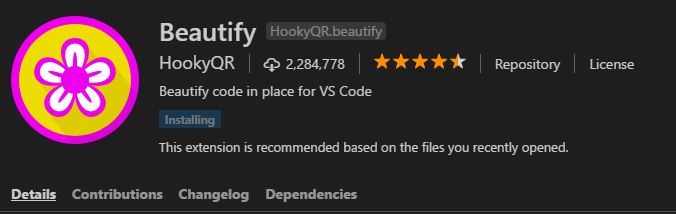 Beautify HookyQR.beautify
HookyQR 2,284,778 Repository License
Beautify code in place for VS Code
Installing
This extension is recommended based on the files you recently opened.
Details Contributions Changelog Dependencies